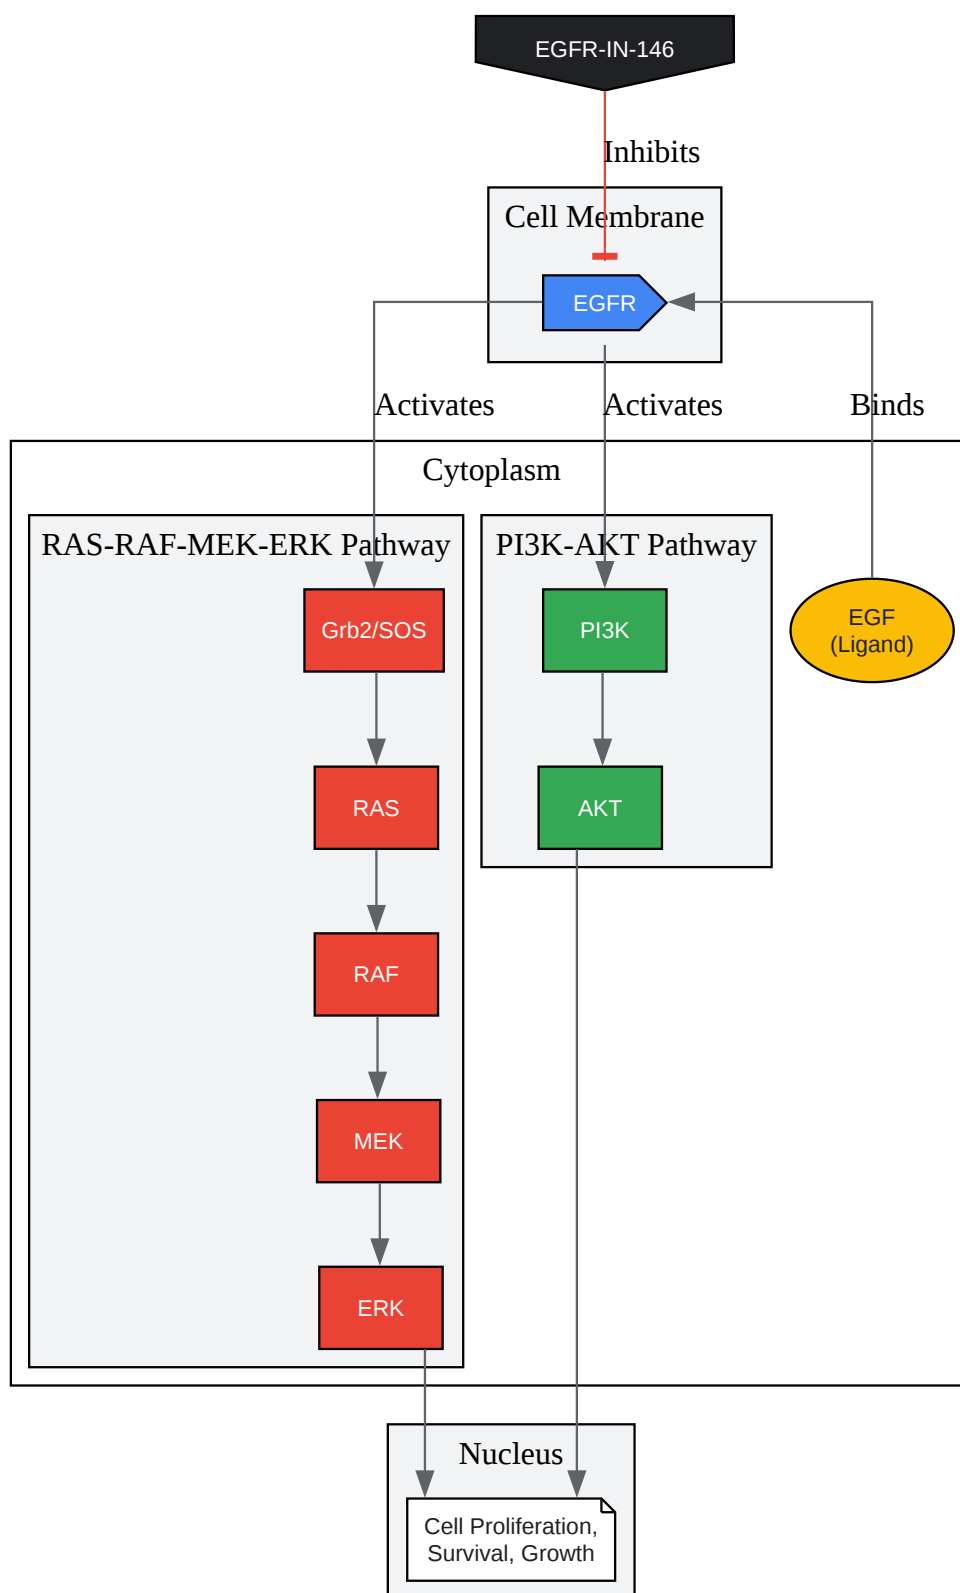 EGFR-IN-146
Inhibits
Cell Membrane
EGFR
Activates
Activates
Binds
Cytoplasm
RAS-RAF-MEK-ERK Pathway
PI3K-AKT Pathway
Grb2/SOS
PI3K
EGF
(Ligand)
RAS
AKT
RAF
MEK
ERK
Nucleus
Cell Proliferation,
Survival, Growth